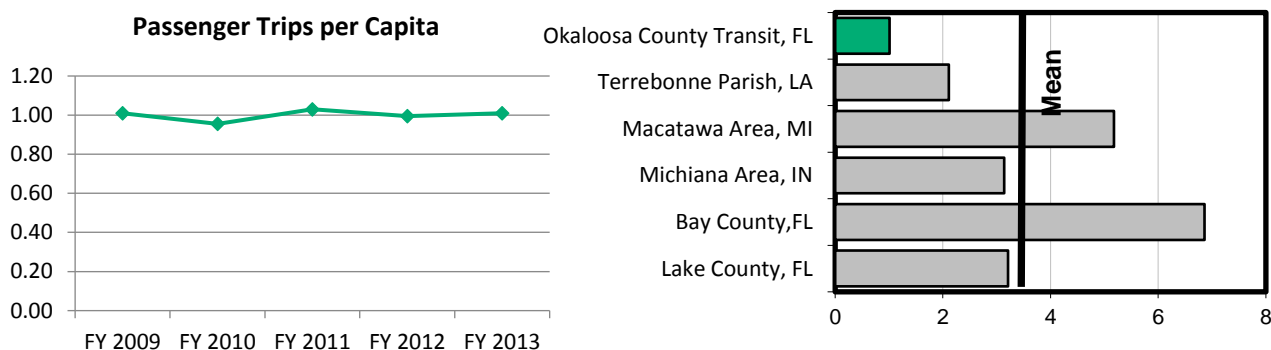 Passenger Trips per Capita
1.20
1.00
0.80
0.60
0.40
0.20
0.00
FY 2009 FY 2010 FY 2011 FY 2012 FY 2013
Okaloosa County Transit, FL
Terrebonne Parish, LA
Macatawa Area, MI
Michiana Area, IN
Bay County,FL
Lake County, FL
Mean
0 2 4 6 8